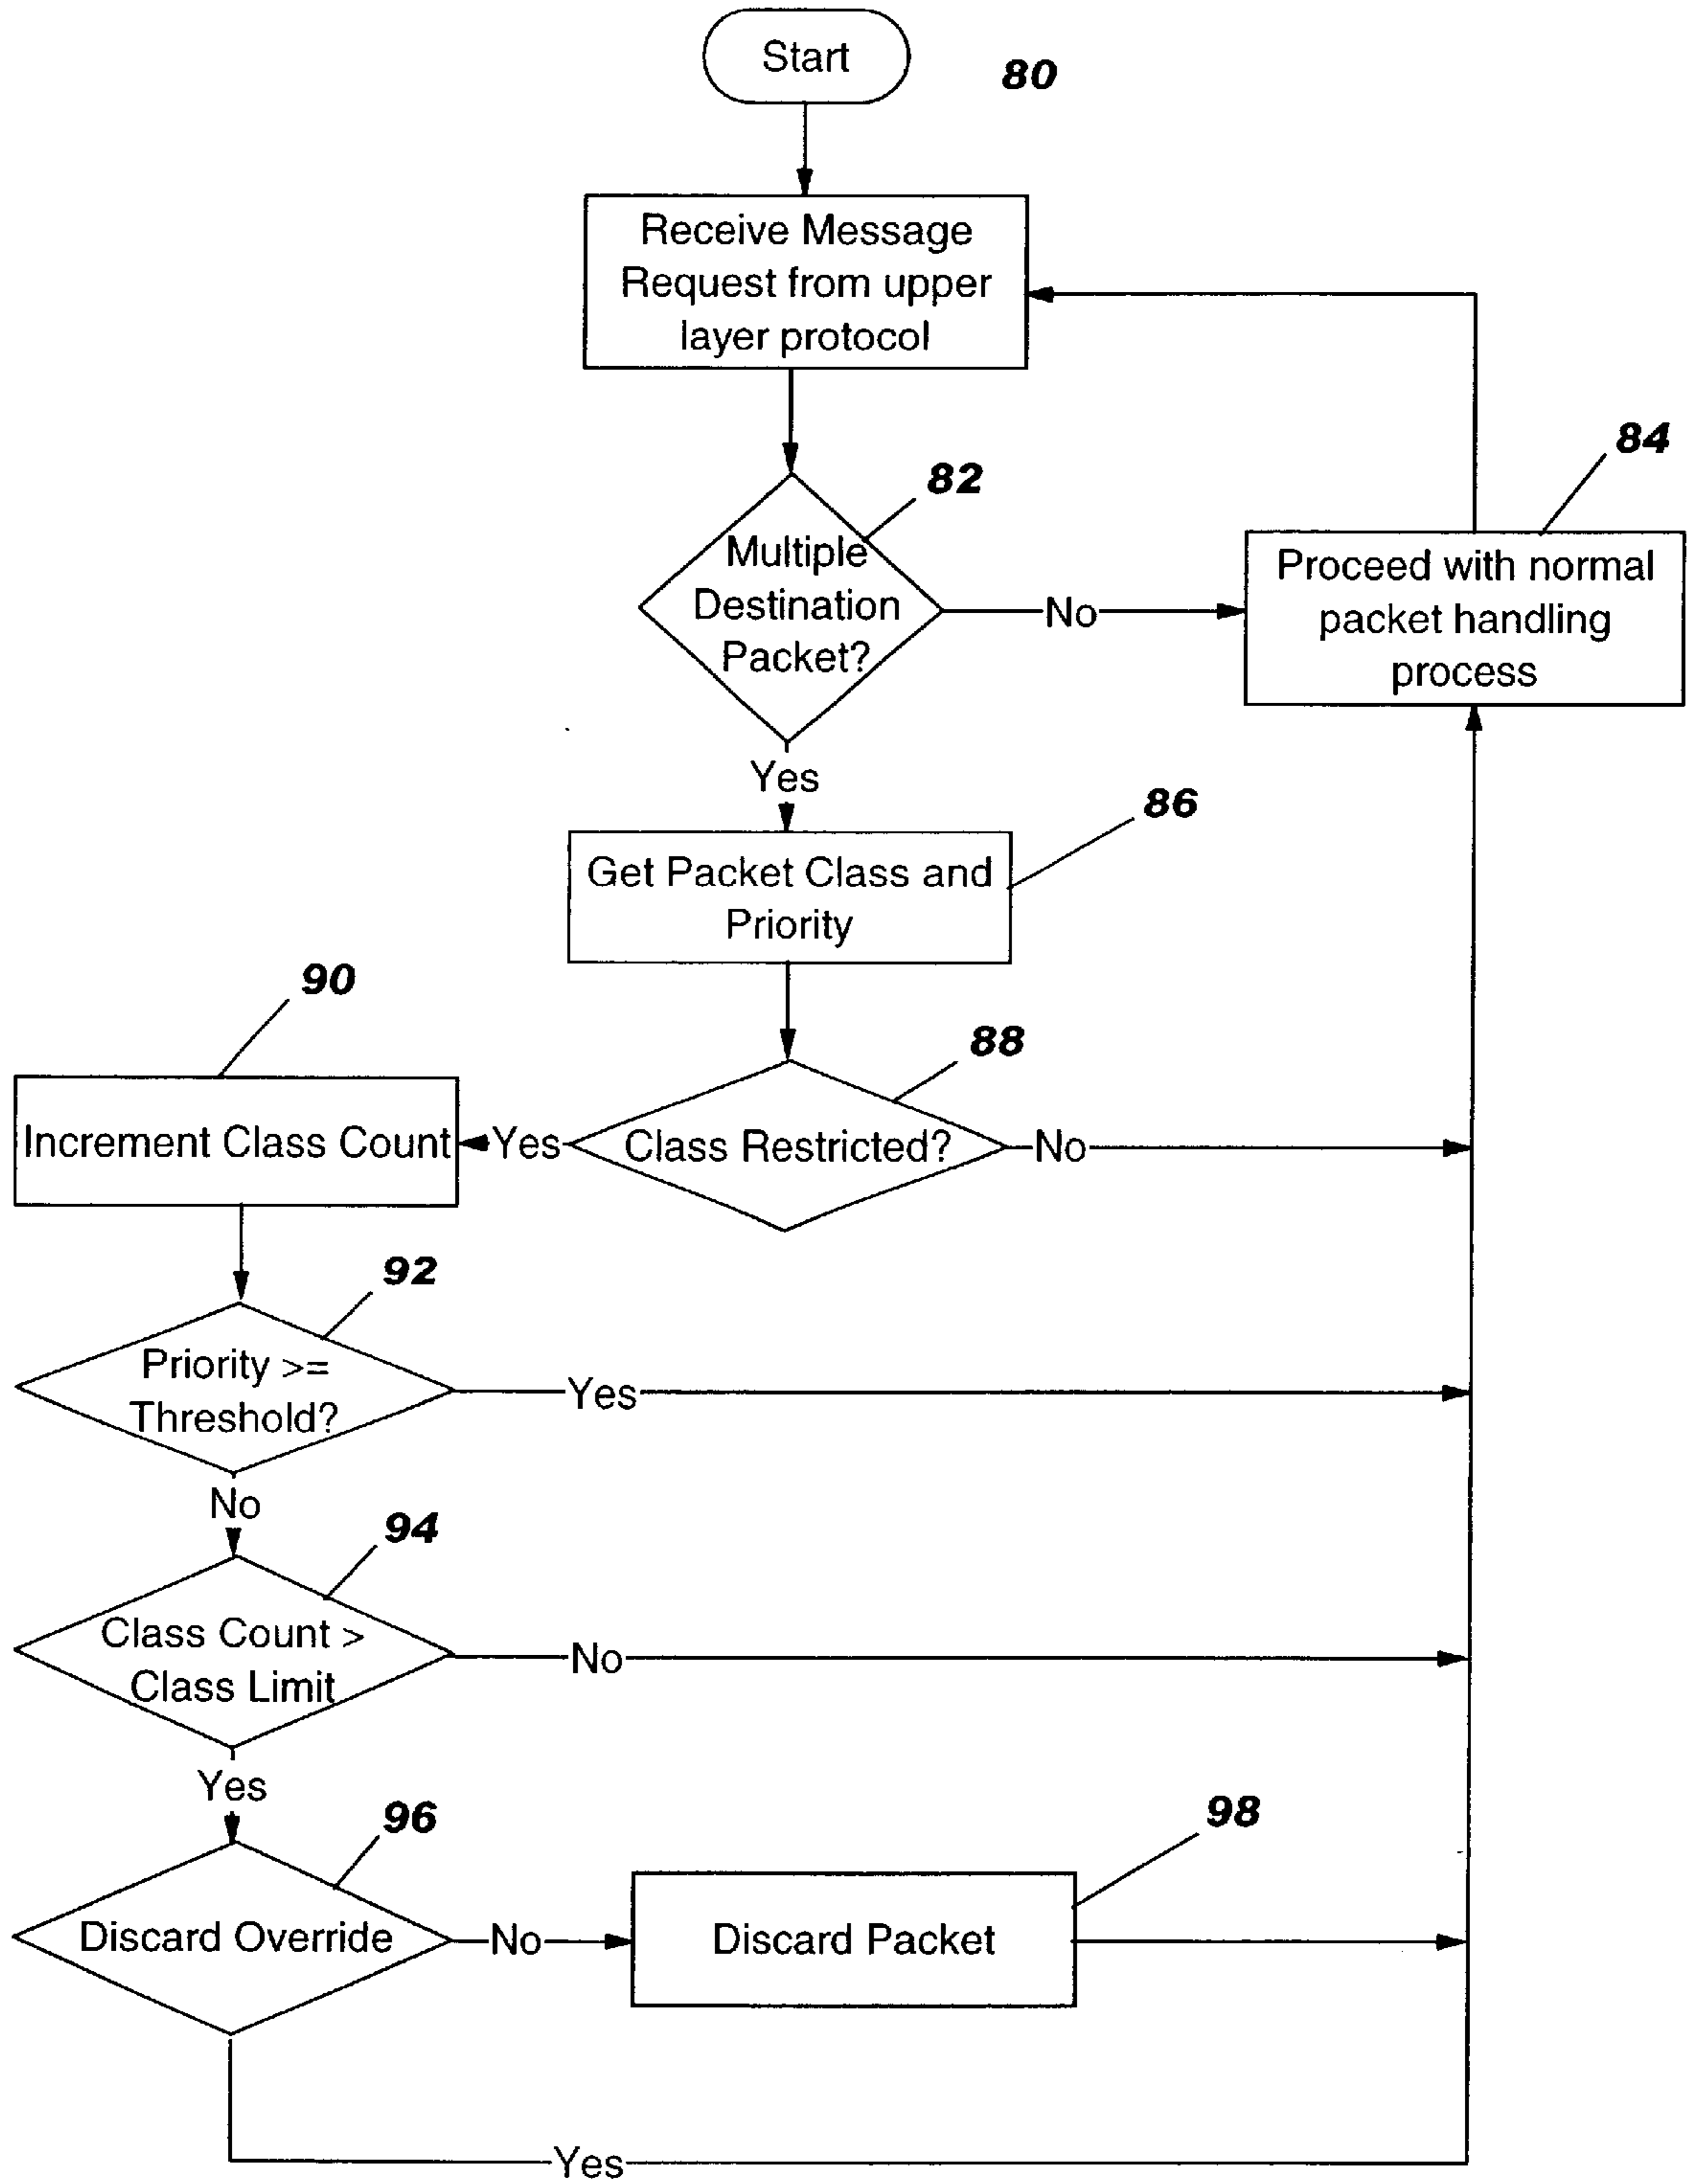 Start
80
Receive Message
Request from upper
layer protocol
84
82
Multiple
Destination
Packet?
No
Proceed with normal
packet handling
process
Yes
86
Get Packet Class and
Priority
90
88
Increment Class Count
Yes
Class Restricted?
No
92
Priority >=
Threshold?
Yes
No
94
Class Count >
Class Limit
No
Yes
96
98
Discard Override
No
Discard Packet
Yes